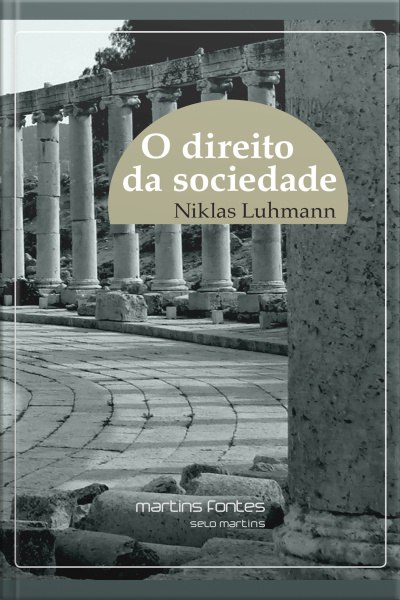 O direito
da sociedade
Niklas Luhmann
martins fontes
selo martins